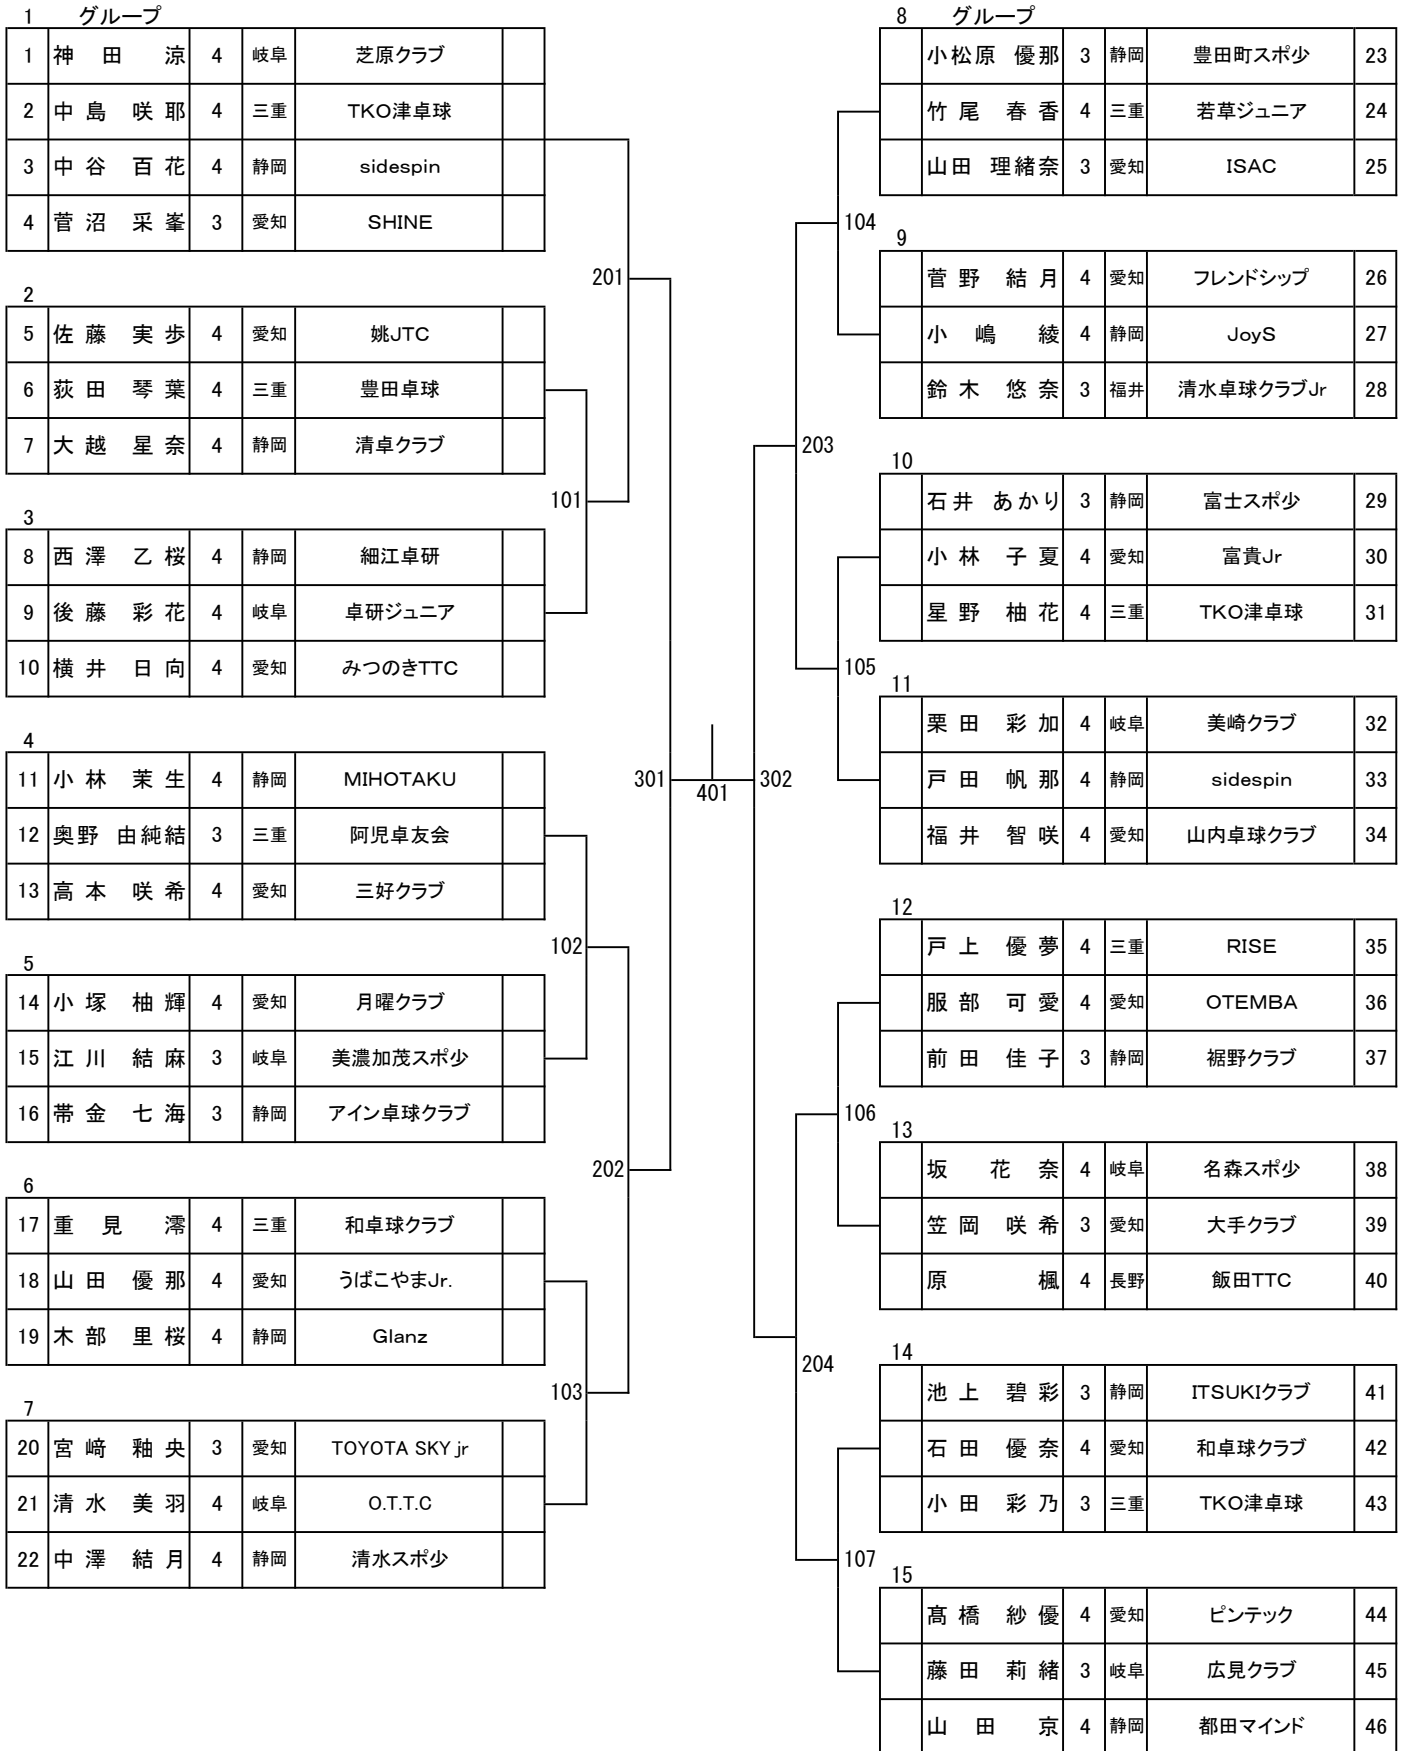 1 グループ
1 神田 涼 4 岐阜 芝原クラブ
2 中島 咲耶 4 三重 TKO津卓球
3 中谷 百花 4 静岡 sidespin
4 菅沼 采峯 3 愛知 SHINE
201
2
5 佐藤 実歩 4 愛知 姚JTC
6 荻田 琴葉 4 三重 豊田卓球
7 大越 星奈 4 静岡 清卓クラブ
101
3
8 西澤 乙桜 4 静岡 細江卓研
9 後藤 彩花 4 岐阜 卓研ジュニア
10 横井 日向 4 愛知 みつのきTTC
4
11 小林 茉生 4 静岡 MIHOTAKU
12 奥野 由純結 3 三重 阿児卓友会
13 高本 咲希 4 愛知 三好クラブ
301
401
302
102
5
14 小塚 柚輝 4 愛知 月曜クラブ
15 江川 結麻 3 岐阜 美濃加茂スポ少
16 帯金 七海 3 静岡 アイン卓球クラブ
202
6
17 重見 澪 4 三重 和卓球クラブ
18 山田 優那 4 愛知 うばこやまJr.
19 木部 里桜 4 静岡 Glanz
103
7
20 宮﨑 釉央 3 愛知 TOYOTA SKY jr
21 清水 美羽 4 岐阜 O.T.T.C
22 中澤 結月 4 静岡 清水スポ少
8 グループ
小松原 優那 3 静岡 豊田町スポ少 23
竹尾 春香 4 三重 若草ジュニア 24
山田 理緒奈 3 愛知 ISAC 25
104
9
菅野 結月 4 愛知 フレンドシップ 26
小嶋 綾 4 静岡 JoyS 27
鈴木 悠奈 3 福井 清水卓球クラブJr 28
203
10
石井 あかり 3 静岡 富士スポ少 29
小林 子夏 4 愛知 富貴Jr 30
星野 柚花 4 三重 TKO津卓球 31
105
11
栗田 彩加 4 岐阜 美崎クラブ 32
戸田 帆那 4 静岡 sidespin 33
福井 智咲 4 愛知 山内卓球クラブ 34
12
戸上 優夢 4 三重 RISE 35
服部 可愛 4 愛知 OTEMBA 36
前田 佳子 3 静岡 裾野クラブ 37
106
13
坂 花奈 4 岐阜 名森スポ少 38
笠岡 咲希 3 愛知 大手クラブ 39
原 楓 4 長野 飯田TTC 40
204
14
池上 碧彩 3 静岡 ITSUKIクラブ 41
石田 優奈 4 愛知 和卓球クラブ 42
小田 彩乃 3 三重 TKO津卓球 43
107
15
髙橋 紗優 4 愛知 ピンテック 44
藤田 莉緒 3 岐阜 広見クラブ 45
山田 京 4 静岡 都田マインド 46